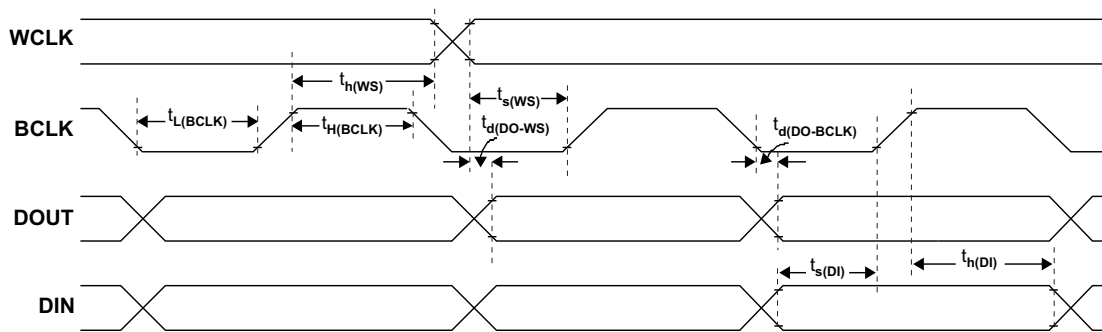 WCLK
th(WS)
ts(WS)
tL(BCLK)
BCLK
tH(BCLK)
td(DO-WS)
td(DO-BCLK)
DOUT
ts(DI)
th(DI)
DIN